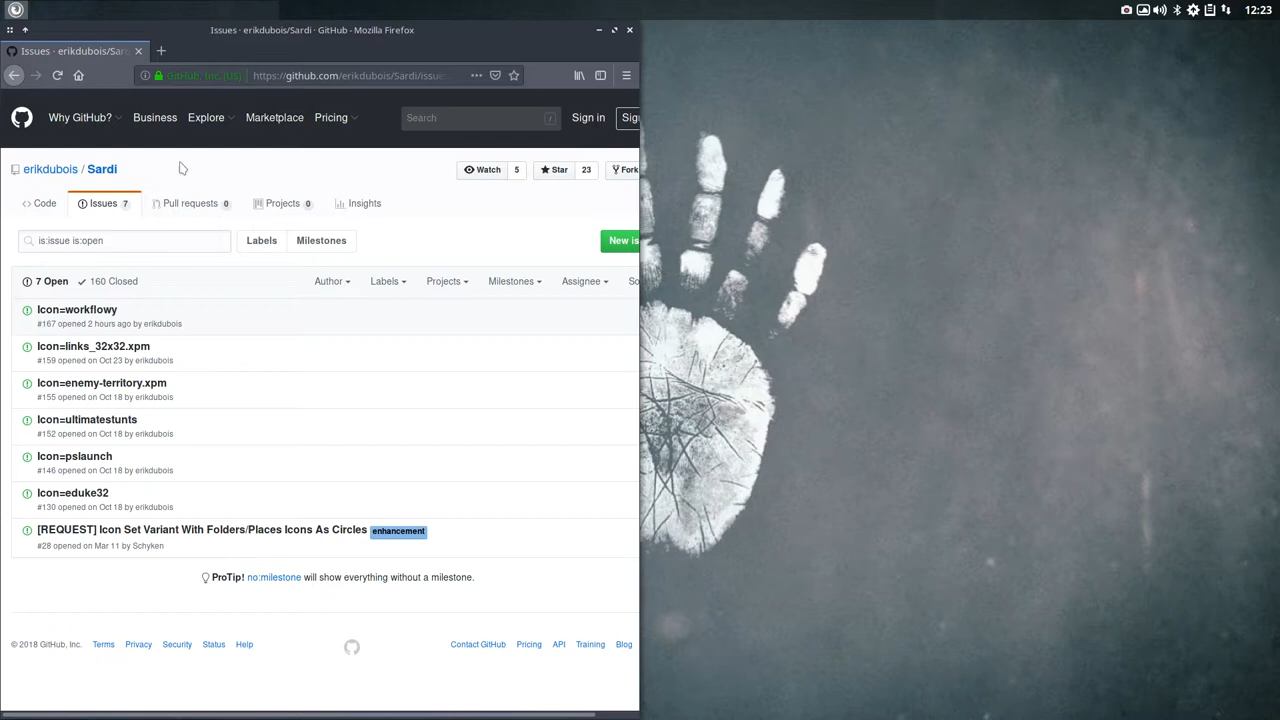 12:23
Issues · erikdubois/Sardi · GitHub - Mozilla Firefox
Issues · erikdubois/Sard
GitHub, Inc. (US) https://github.com/erikdubois/Sardi/issue
Why GitHub? Business Explore Marketplace Pricing Search / Sign in Sig
erikdubois / Sardi Watch 5 Star 23 Fork
Code Issues 7 Pull requests 0 Projects 0 Insights
is:issue is:open Labels Milestones New is
7 Open 160 Closed Author Labels Projects Milestones Assignee So
Icon=workflowy
#167 opened 2 hours ago by erikdubois
Icon=links_32x32.xpm
#159 opened on Oct 23 by erikdubois
Icon=enemy-territory.xpm
#155 opened on Oct 18 by erikdubois
Icon=ultimatestunts
#152 opened on Oct 18 by erikdubois
Icon=pslaunch
#146 opened on Oct 18 by erikdubois
Icon=eduke32
#130 opened on Oct 18 by erikdubois
[REQUEST] Icon Set Variant With Folders/Places Icons As Circles enhancement
#28 opened on Mar 11 by Schyken
ProTip! no:milestone will show everything without a milestone.
© 2018 GitHub, Inc. Terms Privacy Security Status Help Contact GitHub Pricing API Training Blog